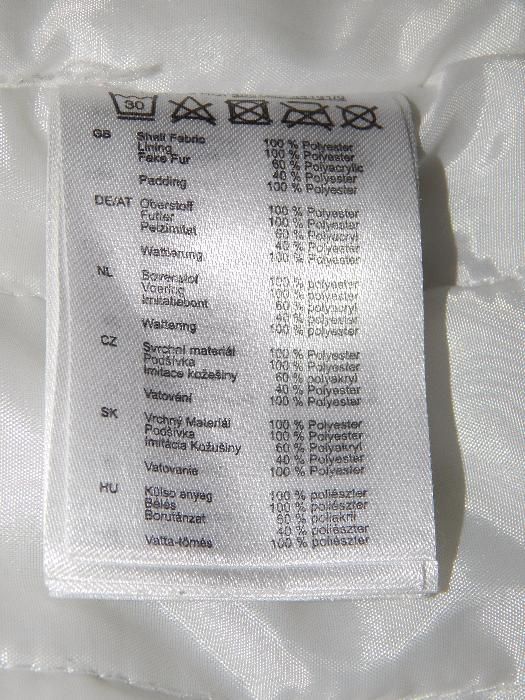 30
GB Shell Fabric 100 % Polyester
Lining 100 % Polyester
Fake Fur 60 % Polyacrylic
40 % Polyester
Padding 100 % Polyester
DE/AT Oberstoff 100 % Polyester
Futter 100 % Polyester
Pelzimitat 60 % Polyacryl
40 % Polyester
Wattierung 100 % Polyester
NL Bovenstof 100 % polyester
Voering 100 % polyester
Imitatiebont 60 % polyacryl
40 % polyester
Wattering 100 % polyester
CZ Svrchní materiál 100 % Polyester
Podšívka 100 % Polyester
Imitace kožešiny 60 % polyakryl
40 % Polyester
Vatování 100 % Polyester
SK Vrchný Materiál 100 % Polyester
Podšívka 100 % Polyester
Imitácia Kožušiny 60 % Polyakryl
40 % Polyester
Vatovanie 100 % Polyester
HU Külso anyag 100 % poliészter
Bélés 100 % poliészter
Borutánzat 60 % poliakril
40 % poliészter
Vatta-tömés 100 % poliészter